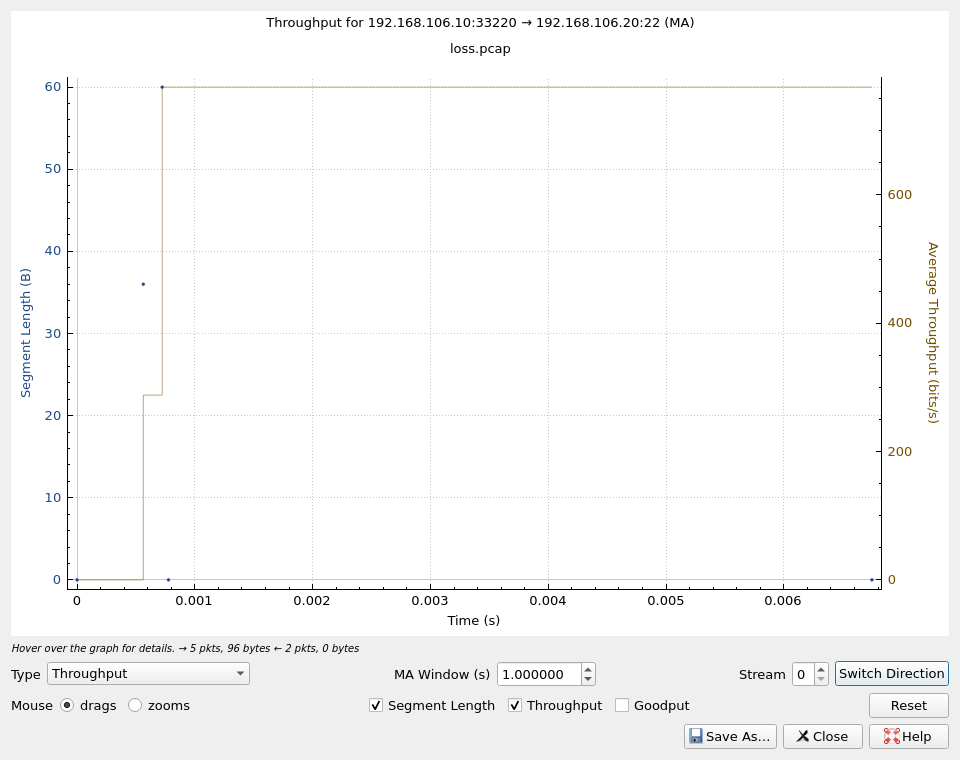 Throughput for 192.168.106.10:33220 → 192.168.106.20:22 (MA)
loss.pcap
60
50
40
30
20
10
0
Segment Length (B)
600
400
200
0
Average Throughput (bits/s)
0 0.001 0.002 0.003 0.004 0.005 0.006
Time (s)
Hover over the graph for details. → 5 pkts, 96 bytes ← 2 pkts, 0 bytes
Type Throughput MA Window (s) 1.000000 Stream 0 Switch Direction
Mouse drags zooms Segment Length Throughput Goodput Reset
Save As... Close Help